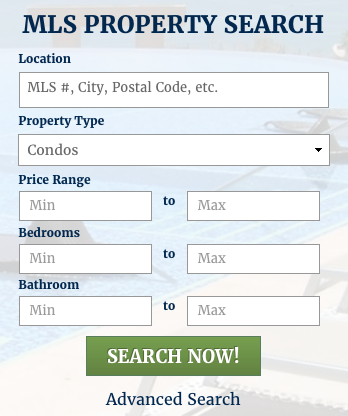 MLS PROPERTY SEARCH
Location
MLS #, City, Postal Code, etc.
Property Type
Condos
Price Range
Min to Max
Bedrooms
Min to Max
Bathroom
Min to Max
SEARCH NOW!
Advanced Search